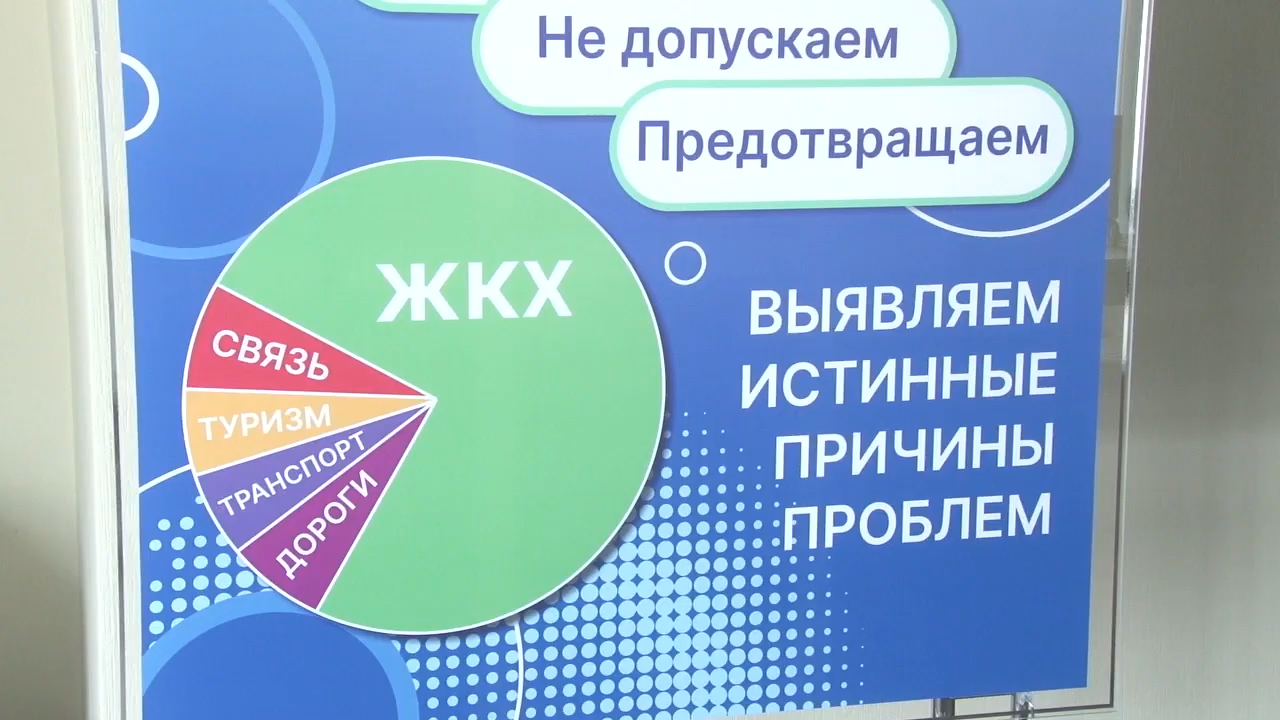 Не допускаем
Предотвращаем
ЖКХ
СВЯЗЬ
ТУРИЗМ
ТРАНСПОРТ
ДОРОГИ
ВЫЯВЛЯЕМ
ИСТИННЫЕ
ПРИЧИНЫ
ПРОБЛЕМ